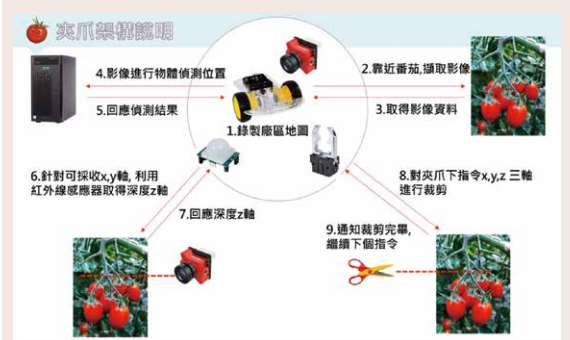 夾爪架構說明
4.影像進行物體偵測位置
5.回應偵測結果
2.靠近番茄,擷取影像
3.取得影像資料
1.錄製廠區地圖
6.針對可採收x,y軸, 利用
紅外線感應器取得深度z軸
7.回應深度z軸
8.對夾爪下指令x,y,z 三軸
進行裁剪
9.通知裁剪完畢,
繼續下個指令